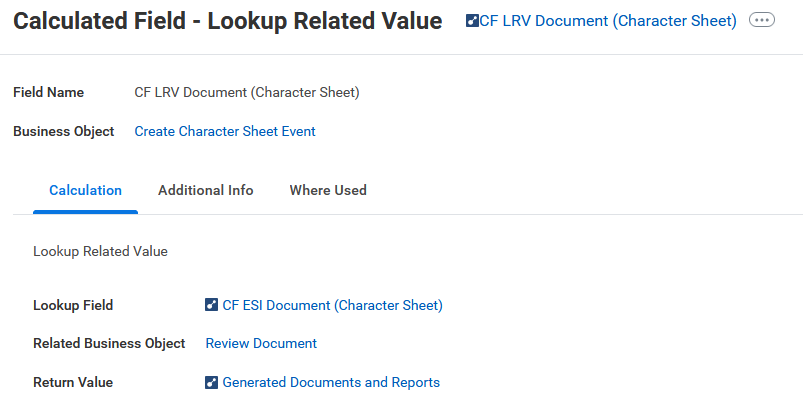 Calculated Field - Lookup Related Value CF LRV Document (Character Sheet)
Field Name CF LRV Document (Character Sheet)
Business Object Create Character Sheet Event
Calculation Additional Info Where Used
Lookup Related Value
Lookup Field CF ESI Document (Character Sheet)
Related Business Object Review Document
Return Value Generated Documents and Reports